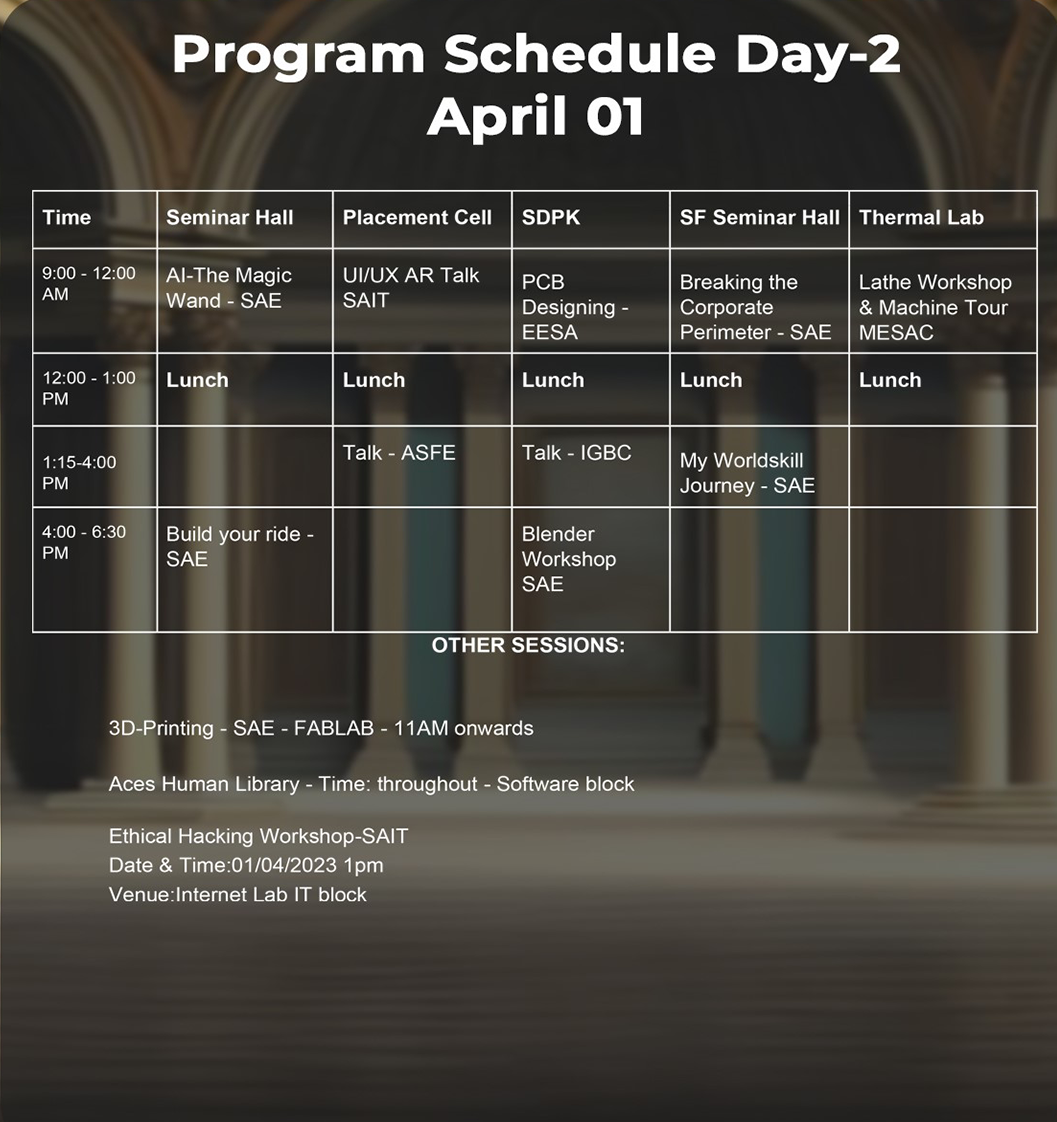 Program Schedule Day-2
April 01
Time
Seminar Hall
Placement Cell
SDPK
SF Seminar Hall
Thermal Lab
9:00 - 12:00
AM
AI-The Magic
Wand - SAE
UI/UX AR Talk
SAIT
PCB
Designing -
EESA
Breaking the
Corporate
Perimeter - SAE
Lathe Workshop
& Machine Tour
MESAC
12:00 - 1:00
PM
Lunch
Lunch
Lunch
Lunch
Lunch
1:15-4:00
PM
Talk - ASFE
Talk - IGBC
My Worldskill
Journey - SAE
4:00 - 6:30
PM
Build your ride -
SAE
Blender
Workshop
SAE
OTHER SESSIONS:
3D-Printing - SAE - FABLAB - 11AM onwards
Aces Human Library - Time: throughout - Software block
Ethical Hacking Workshop-SAIT
Date & Time:01/04/2023 1pm
Venue:Internet Lab IT block